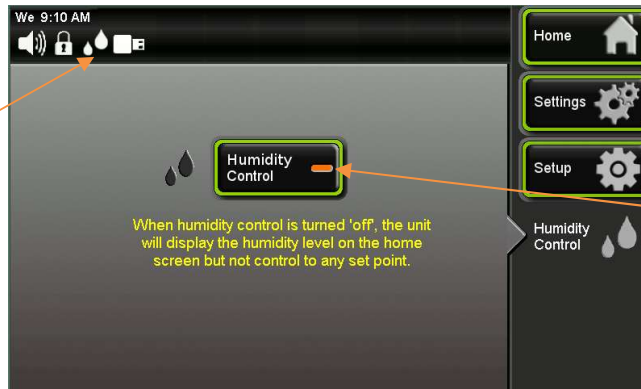 We 9:10 AM
Home
Settings
Setup
Humidity
Control
Humidity
Control
When humidity control is turned 'off', the unit
will display the humidity level on the home
screen but not control to any set point.